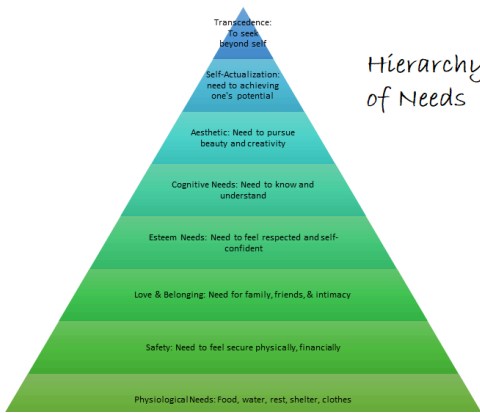 Transcedence:
To seek
beyond self
Hierarchy
of Needs
Self-Actualization:
need to achieving
one's potential
Aesthetic: Need to pursue
beauty and creativity
Cognitive Needs: Need to know and
understand
Esteem Needs: Need to feel respected and self-
confident
Love & Belonging: Need for family, friends, & intimacy
Safety: Need to feel secure physically, financially
Physiological Needs: Food, water, rest, shelter, clothes